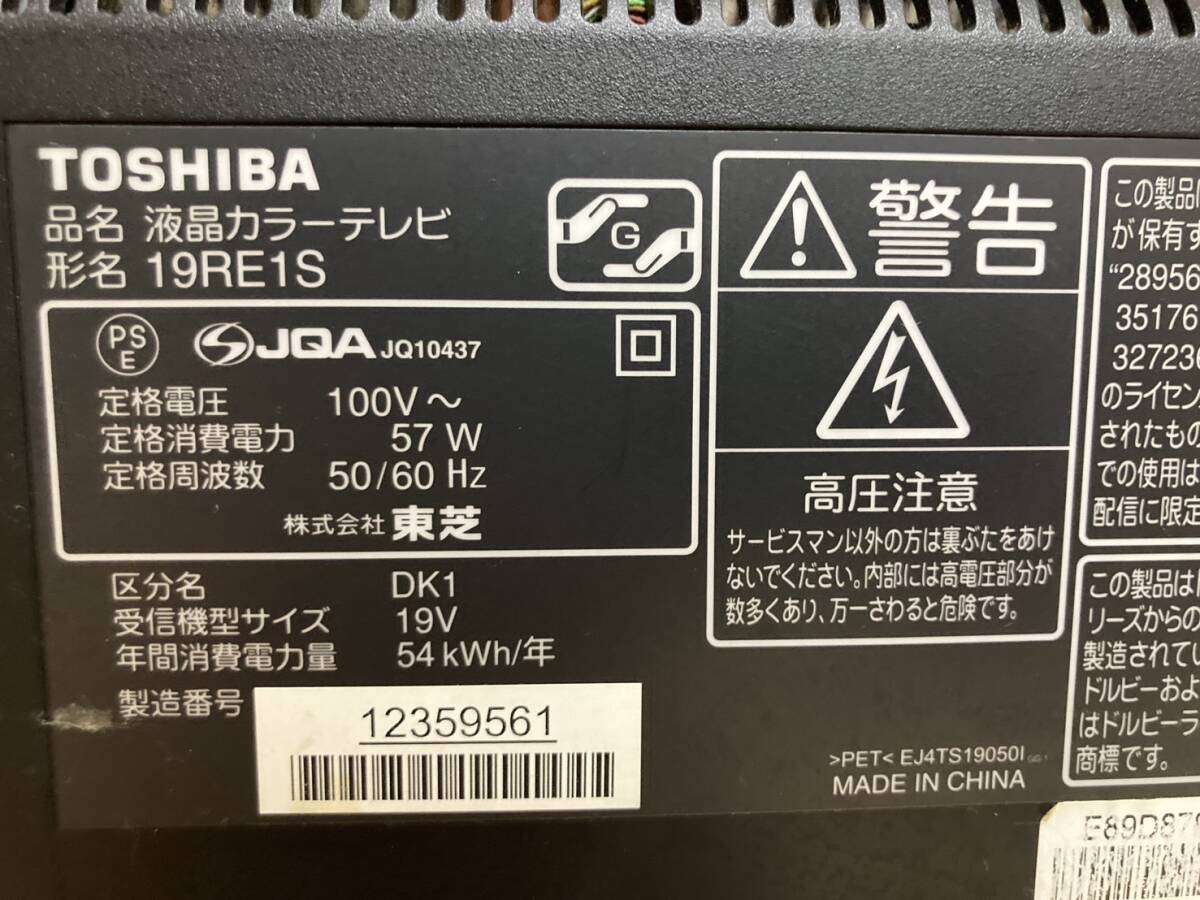 TOSHIBA
品名 液晶カラーテレビ
形名 19RE1S
G
PS
E
JQA JQ10437
定格電圧 100V～
定格消費電力 57 W
定格周波数 50/60 Hz
株式会社 東芝
区分名 DK1
受信機型サイズ 19V
年間消費電力量 54 kWh/年
製造番号
12359561
警告
高圧注意
サービスマン以外の方は裏ぶたをあけ
ないでください。内部には高電圧部分が
数多くあり、万一さわると危険です。
>PET< EJ4TS19050I
MADE IN CHINA
この製品
が保有す
"28956
35176
32723
のライセン
されたもの
での使用は
配信に限定
この製品は
リーズからの
製造されてい
ドルビーおよ
はドルビーラ
商標です。
E89D87